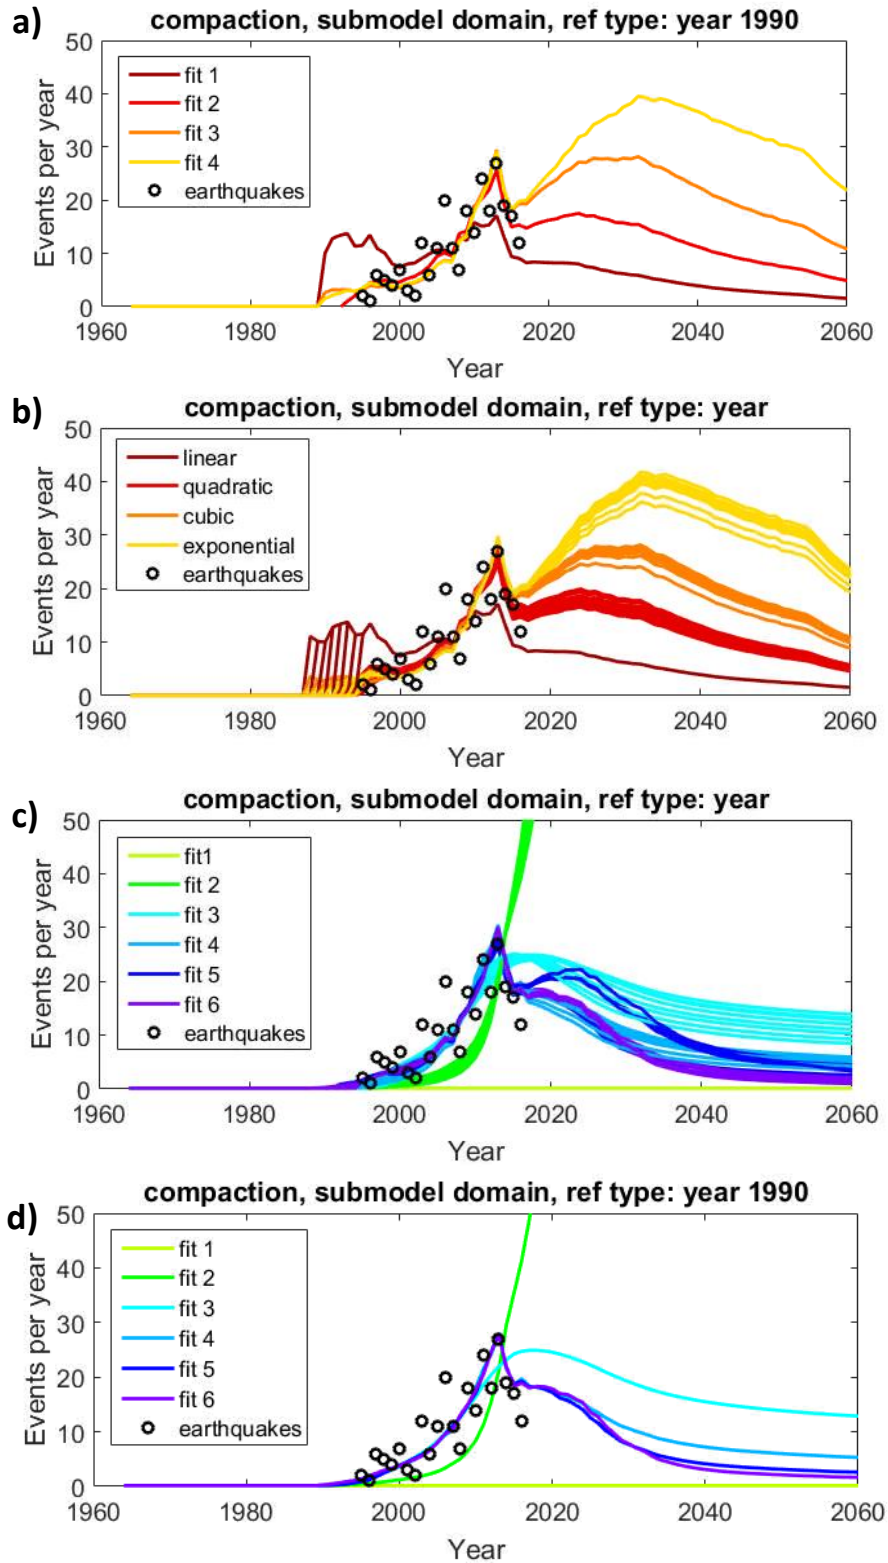 a)
compaction, submodel domain, ref type: year 1990
Events per year
50
40
30
20
10
0
fit 1
fit 2
fit 3
fit 4
earthquakes
1960 1980 2000 2020 2040 2060
Year
b)
compaction, submodel domain, ref type: year
Events per year
50
40
30
20
10
0
linear
quadratic
cubic
exponential
earthquakes
1960 1980 2000 2020 2040 2060
Year
c)
compaction, submodel domain, ref type: year
Events per year
50
40
30
20
10
0
fit1
fit 2
fit 3
fit 4
fit 5
fit 6
earthquakes
1960 1980 2000 2020 2040 2060
Year
d)
compaction, submodel domain, ref type: year 1990
Events per year
50
40
30
20
10
0
fit 1
fit 2
fit 3
fit 4
fit 5
fit 6
earthquakes
1960 1980 2000 2020 2040 2060
Year